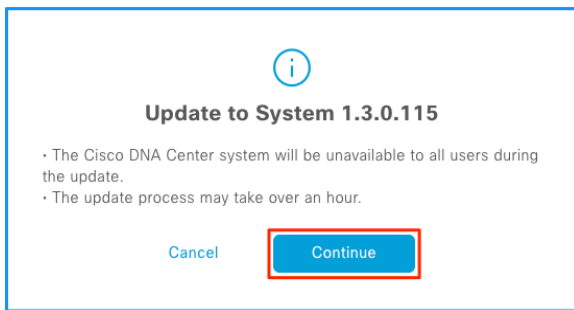 i
Update to System 1.3.0.115
· The Cisco DNA Center system will be unavailable to all users during
the update.
· The update process may take over an hour.
Cancel Continue